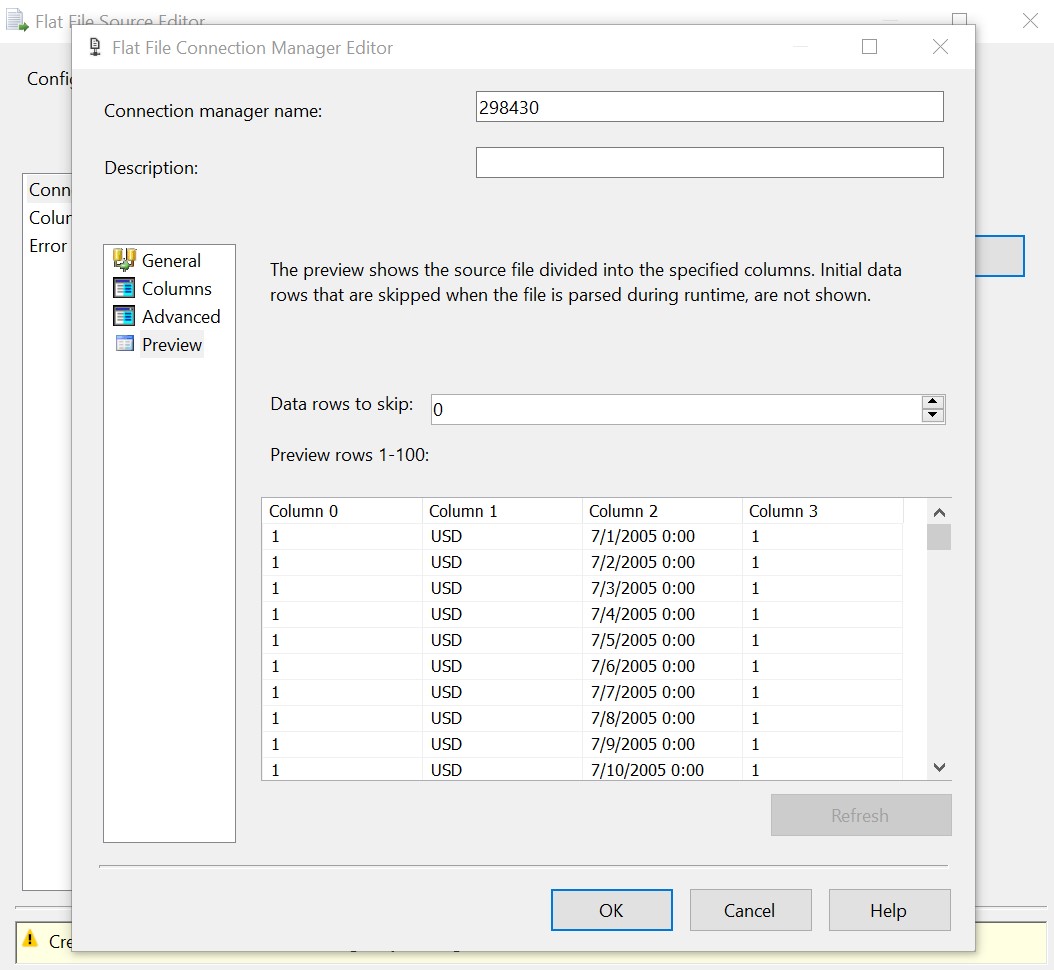 Flat File Source Editor
Flat File Connection Manager Editor
Connection manager name:
298430
Description:
Conn
Error
General
Columns
Advanced
Preview
The preview shows the source file divided into the specified columns. Initial data
rows that are skipped when the file is parsed during runtime, are not shown.
Data rows to skip:
0
Preview rows 1-100:
Column 0 Column 1 Column 2 Column 3
1 USD 7/1/2005 0:00 1
1 USD 7/2/2005 0:00 1
1 USD 7/3/2005 0:00 1
1 USD 7/4/2005 0:00 1
1 USD 7/5/2005 0:00 1
1 USD 7/6/2005 0:00 1
1 USD 7/7/2005 0:00 1
1 USD 7/8/2005 0:00 1
1 USD 7/9/2005 0:00 1
1 USD 7/10/2005 0:00 1
Refresh
OK Cancel Help
Cre